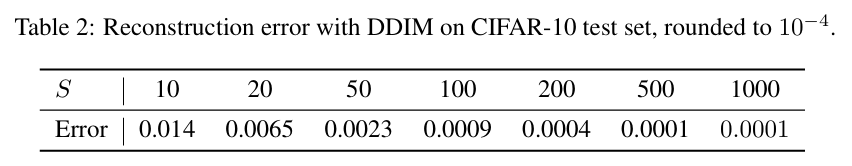 Table 2: Reconstruction error with DDIM on CIFAR-10 test set, rounded to 10⁻⁴.
S 10 20 50 100 200 500 1000
Error 0.014 0.0065 0.0023 0.0009 0.0004 0.0001 0.0001